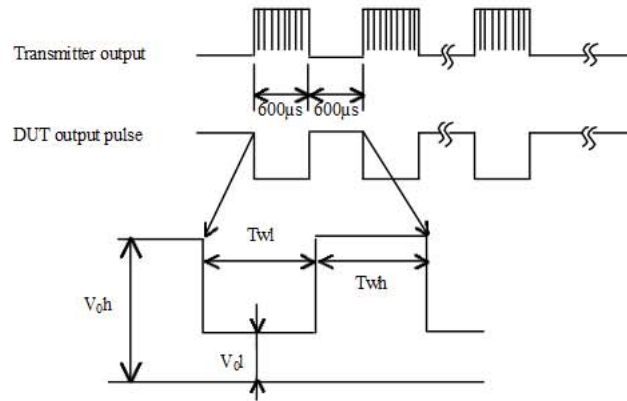 Transmitter output
600µs 600µs
DUT output pulse
Twl
Twh
V₀h
V₀l